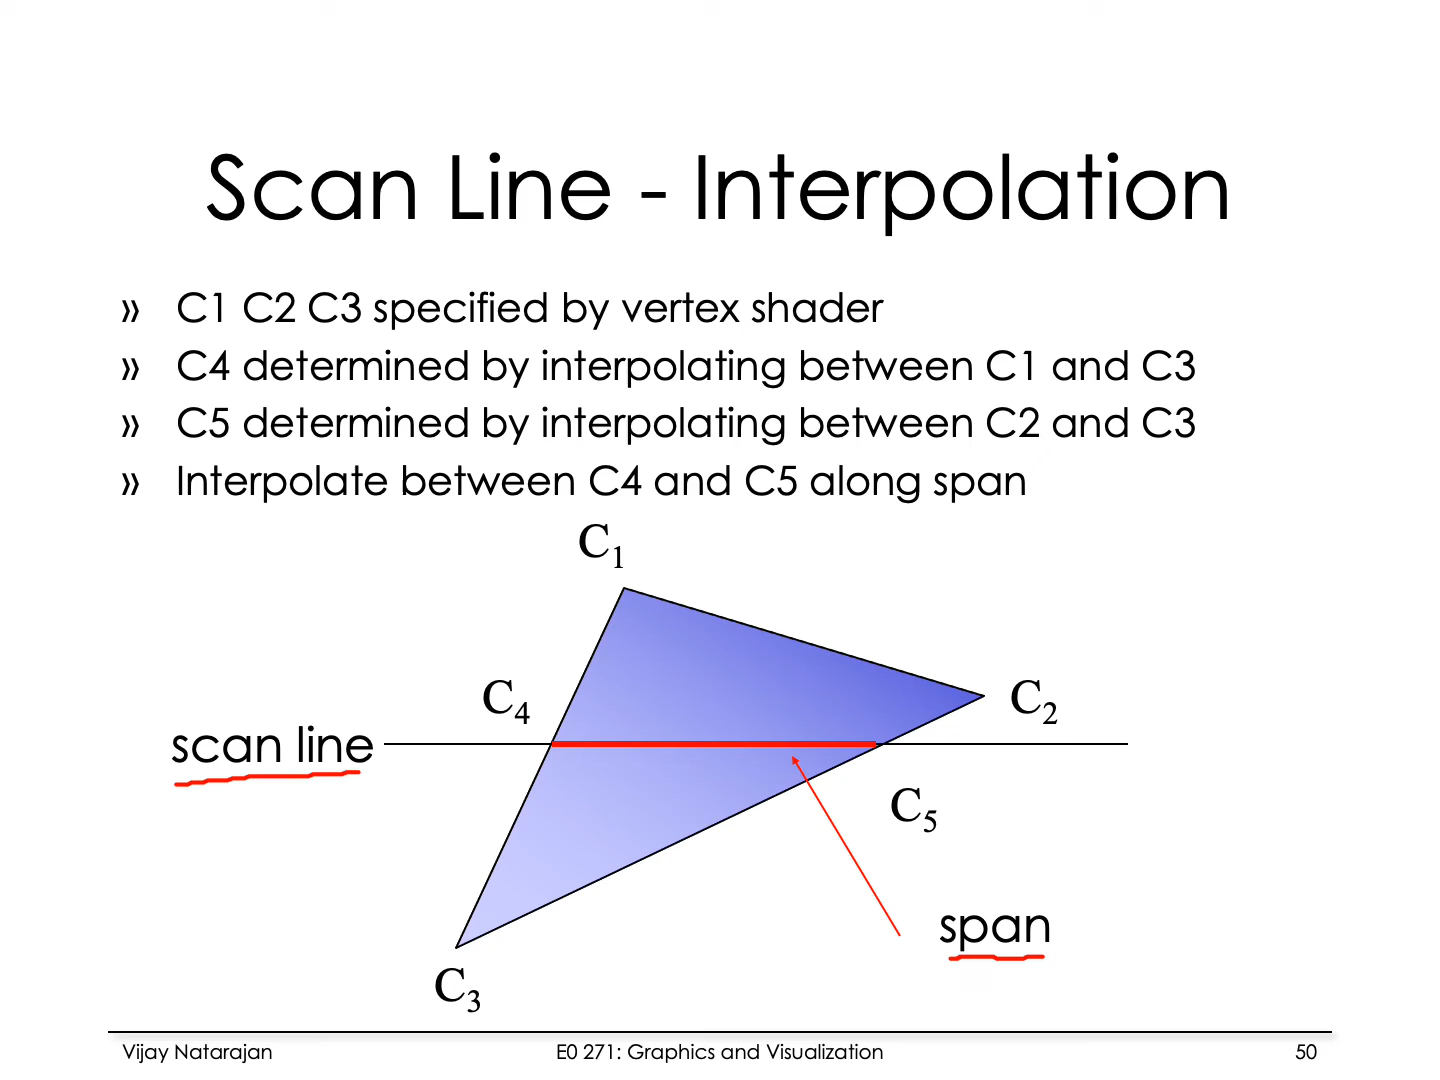 Scan Line - Interpolation
» C1 C2 C3 specified by vertex shader
» C4 determined by interpolating between C1 and C3
» C5 determined by interpolating between C2 and C3
» Interpolate between C4 and C5 along span
C₁
C₄
C₂
scan line
C₅
span
C₃
Vijay Natarajan
E0 271: Graphics and Visualization
50